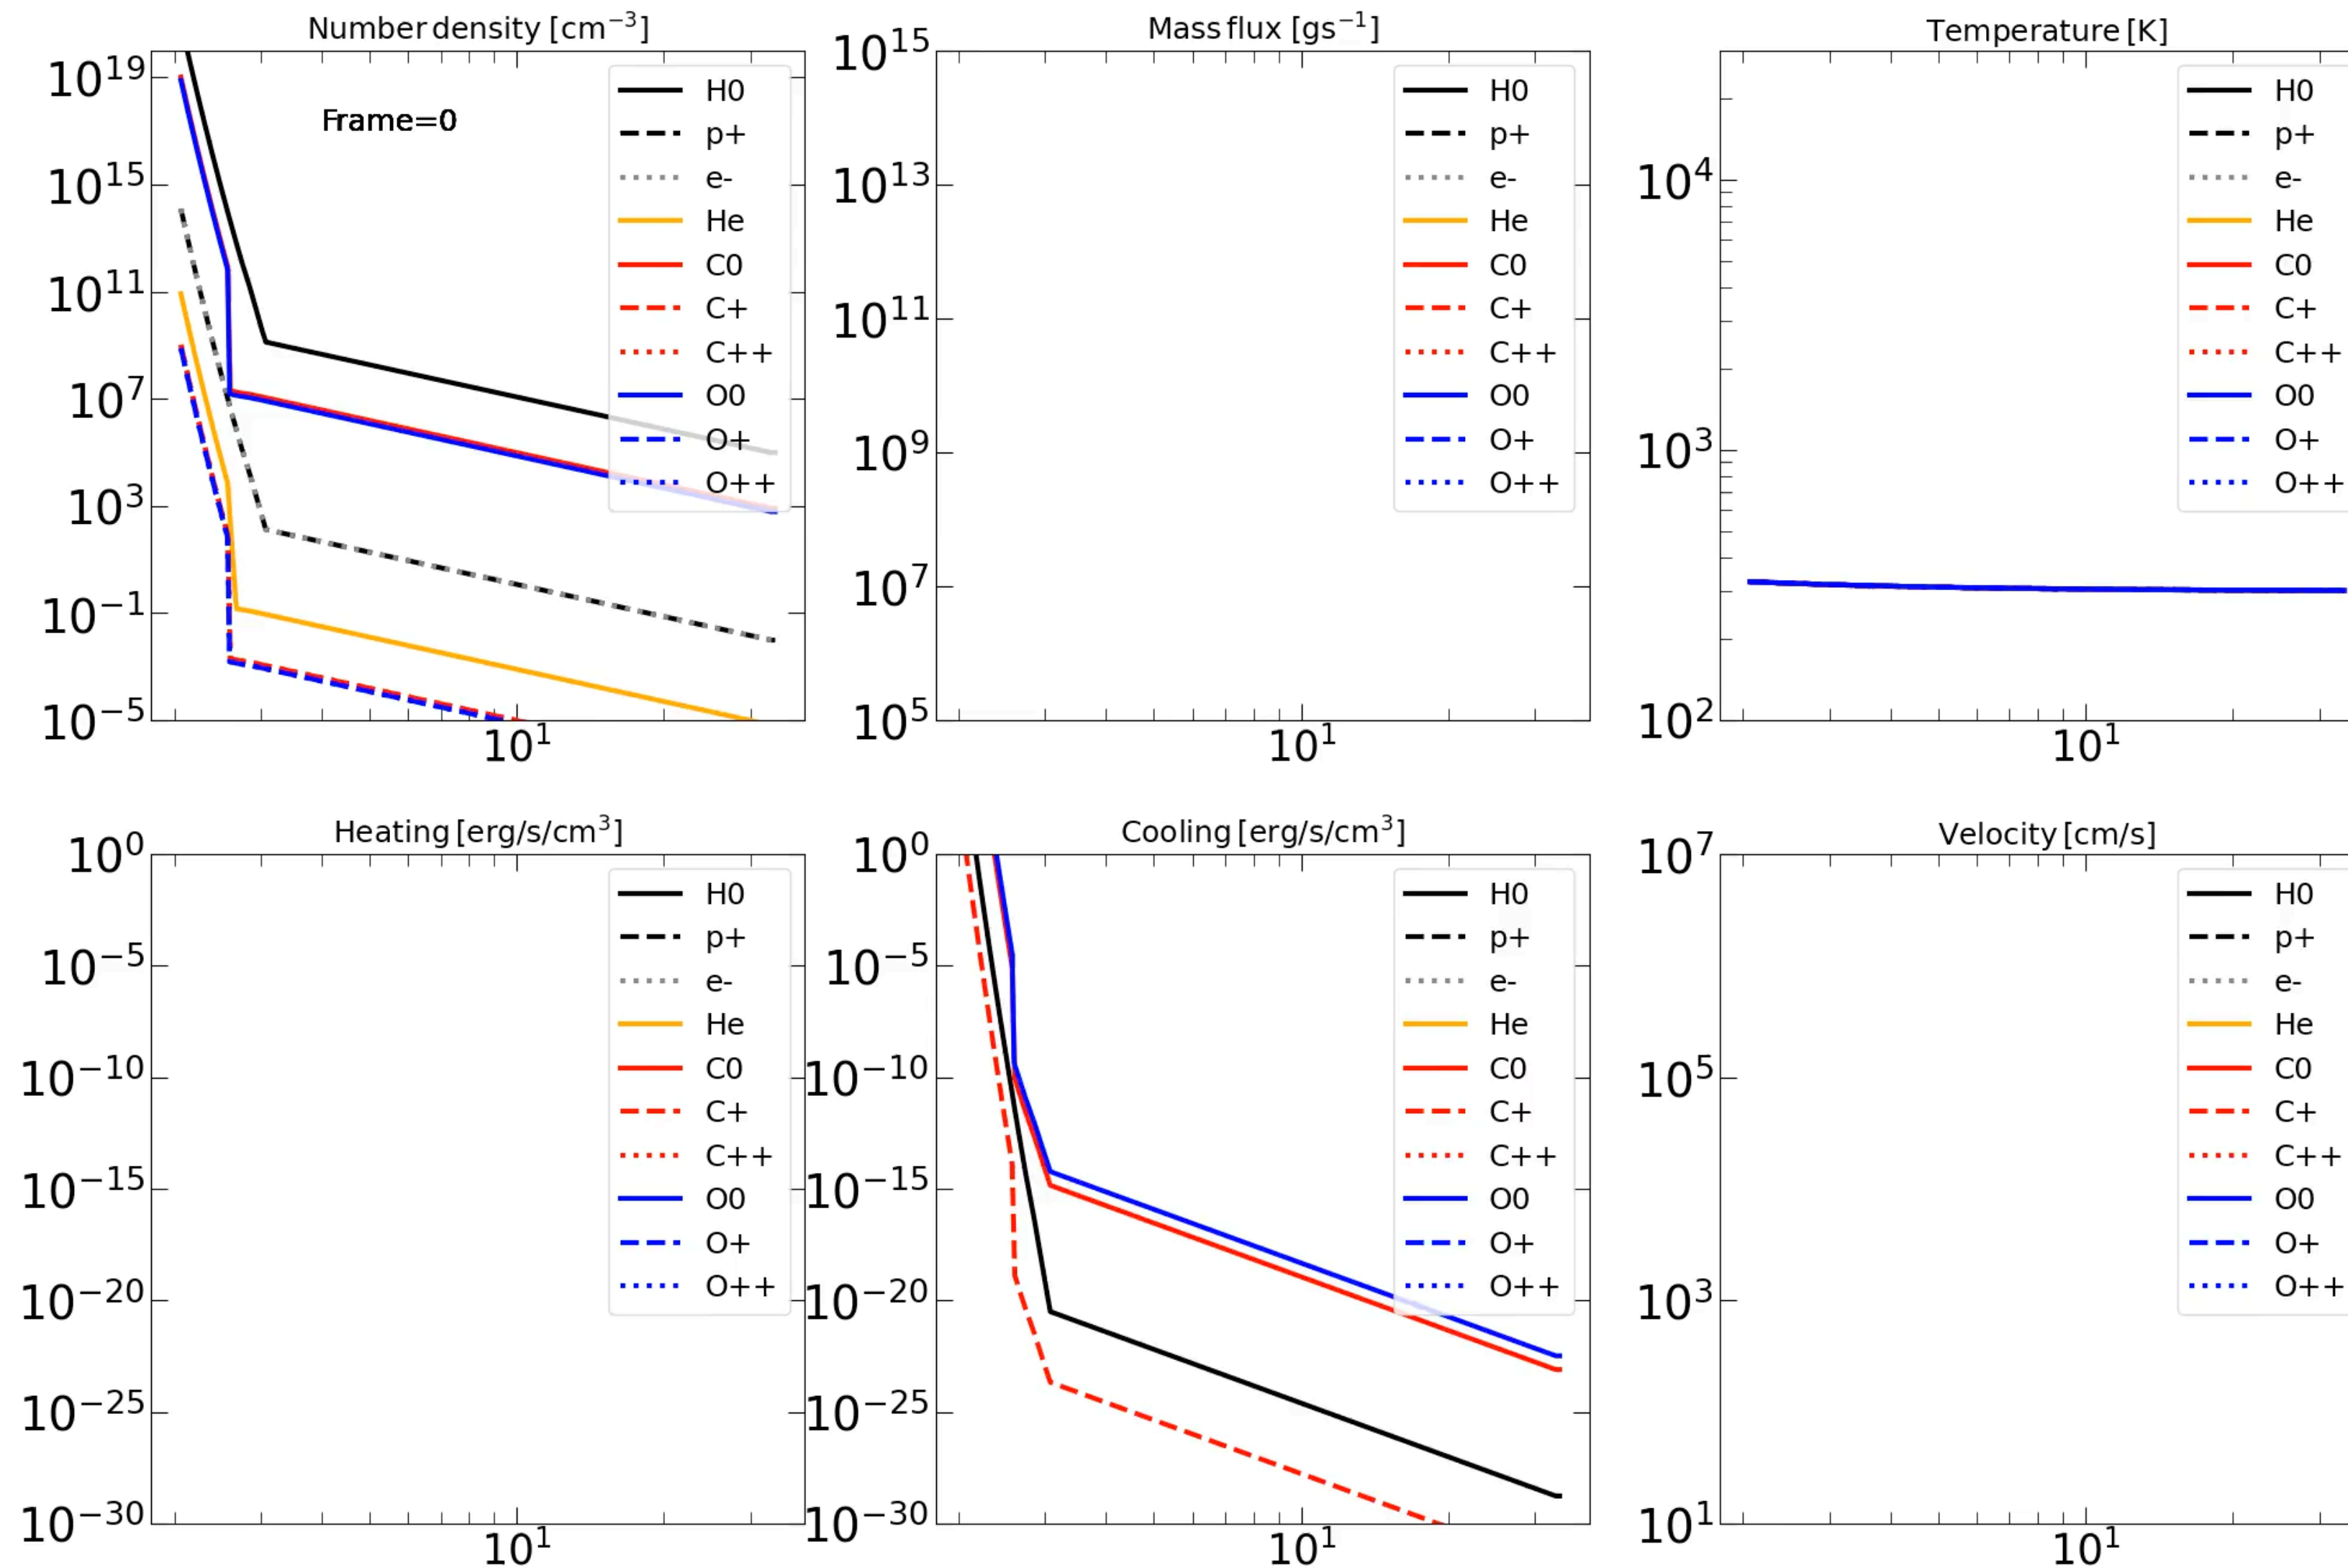 Number density [cm⁻³]
10¹⁹
10¹⁵
10¹¹
10⁷
10³
10⁻¹
10⁻⁵
10¹
Frame=0
H0
p+
e-
He
C0
C+
C++
O0
O+
O++
Mass flux [gs⁻¹]
10¹⁵
10¹³
10¹¹
10⁹
10⁷
10⁵
10¹
H0
p+
e-
He
C0
C+
C++
O0
O+
O++
Temperature [K]
10⁴
10³
10²
10¹
H0
p+
e-
He
C0
C+
C++
O0
O+
O++
Heating [erg/s/cm³]
10⁰
10⁻⁵
10⁻¹⁰
10⁻¹⁵
10⁻²⁰
10⁻²⁵
10⁻³⁰
10¹
H0
p+
e-
He
C0
C+
C++
O0
O+
O++
Cooling [erg/s/cm³]
10⁰
10⁻⁵
10⁻¹⁰
10⁻¹⁵
10⁻²⁰
10⁻²⁵
10⁻³⁰
10¹
H0
p+
e-
He
C0
C+
C++
O0
O+
O++
Velocity [cm/s]
10⁷
10⁵
10³
10¹
10¹
H0
p+
e-
He
C0
C+
C++
O0
O+
O++